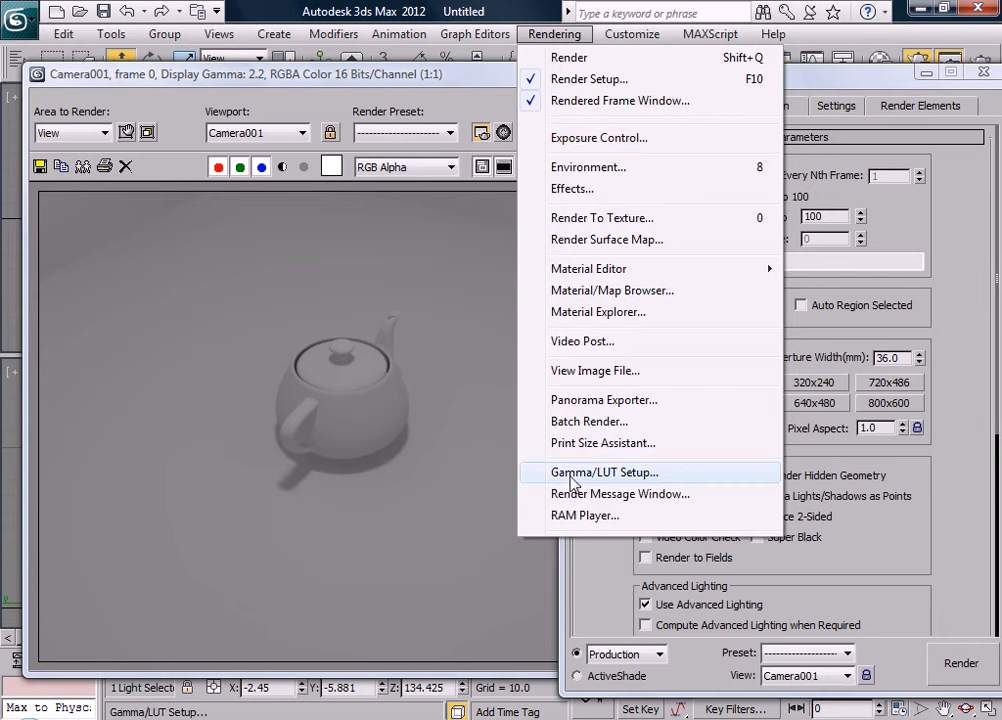 Autodesk 3ds Max 2012 Untitled
Type a keyword or phrase
Edit Tools Group Views Create Modifiers Animation Graph Editors Rendering Customize MAXScript Help
View
Camera001, frame 0, Display Gamma: 2.2, RGBA Color 16 Bits/Channel (1:1)
Area to Render: Viewport: Render Preset:
View Camera001
RGB Alpha
Render Shift+Q
Render Setup... F10
Rendered Frame Window...
Exposure Control...
Environment... 8
Effects...
Render To Texture... 0
Render Surface Map...
Material Editor
Material/Map Browser...
Material Explorer...
Video Post...
View Image File...
Panorama Exporter...
Batch Render...
Print Size Assistant...
Gamma/LUT Setup...
Render Message Window...
RAM Player...
Settings Render Elements
Every Nth Frame: 1
100
100
0
Auto Region Selected
erture Width(mm): 36.0
320x240 720x486
640x480 800x600
Pixel Aspect: 1.0
nder Hidden Geometry
a Lights/Shadows as Points
ce 2-Sided
Video Color Check Super Black
Render to Fields
Advanced Lighting
Use Advanced Lighting
Compute Advanced Lighting when Required
Production Preset:
ActiveShade View: Camera001
Render
1 Light Selecte X: -2.45 Y: -5.881 Z: 134.425 Grid = 10.0
Max to Physc Gamma/LUT Setup... Add Time Tag Set Key Key Filters... 0